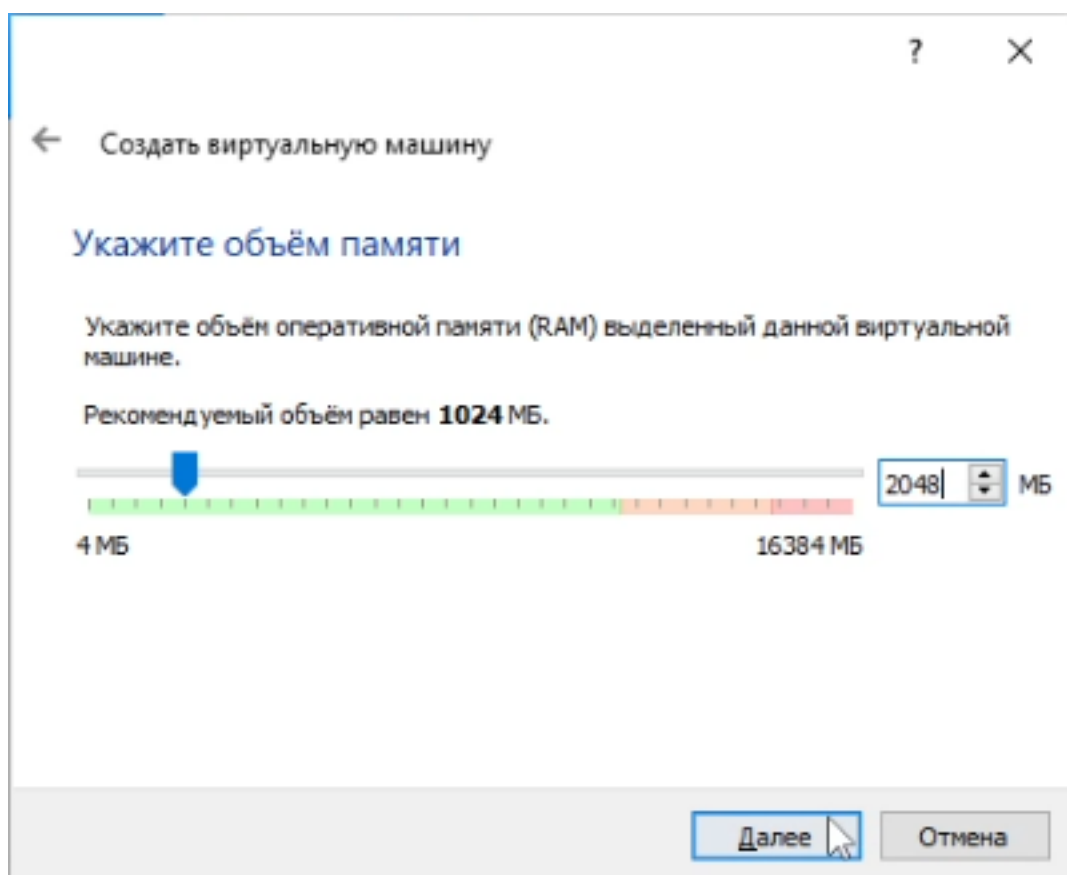 ?
Создать виртуальную машину
Укажите объём памяти
Укажите объём оперативной памяти (RAM) выделенный данной виртуальной
машине.
Рекомендуемый объём равен 1024 МБ.
2048 МБ
4 МБ 16384 МБ
Далее Отмена